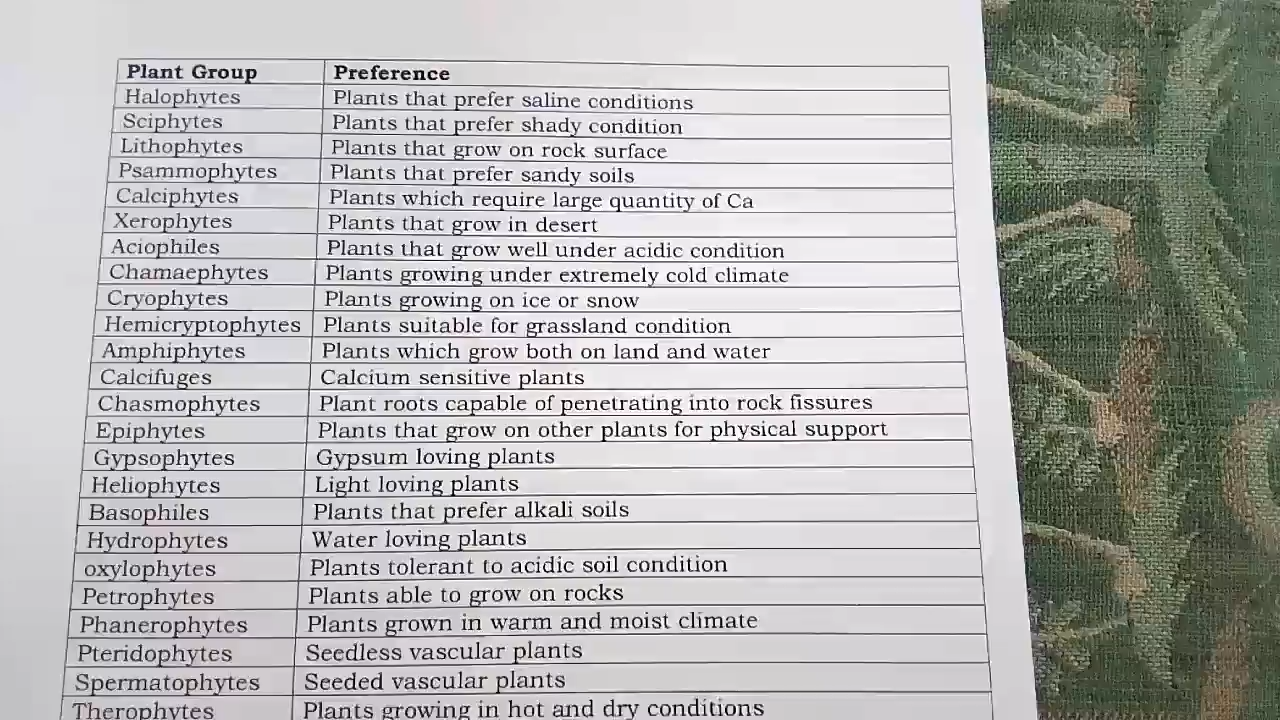 Plant Group Preference
Halophytes Plants that prefer saline conditions
Sciphytes Plants that prefer shady condition
Lithophytes Plants that grow on rock surface
Psammophytes Plants that prefer sandy soils
Calciphytes Plants which require large quantity of Ca
Xerophytes Plants that grow in desert
Aciophiles Plants that grow well under acidic condition
Chamaephytes Plants growing under extremely cold climate
Cryophytes Plants growing on ice or snow
Hemicryptophytes Plants suitable for grassland condition
Amphiphytes Plants which grow both on land and water
Calcifuges Calcium sensitive plants
Chasmophytes Plant roots capable of penetrating into rock fissures
Epiphytes Plants that grow on other plants for physical support
Gypsophytes Gypsum loving plants
Heliophytes Light loving plants
Basophiles Plants that prefer alkali soils
Hydrophytes Water loving plants
oxylophytes Plants tolerant to acidic soil condition
Petrophytes Plants able to grow on rocks
Phanerophytes Plants grown in warm and moist climate
Pteridophytes Seedless vascular plants
Spermatophytes Seeded vascular plants
Therophytes Plants growing in hot and dry conditions